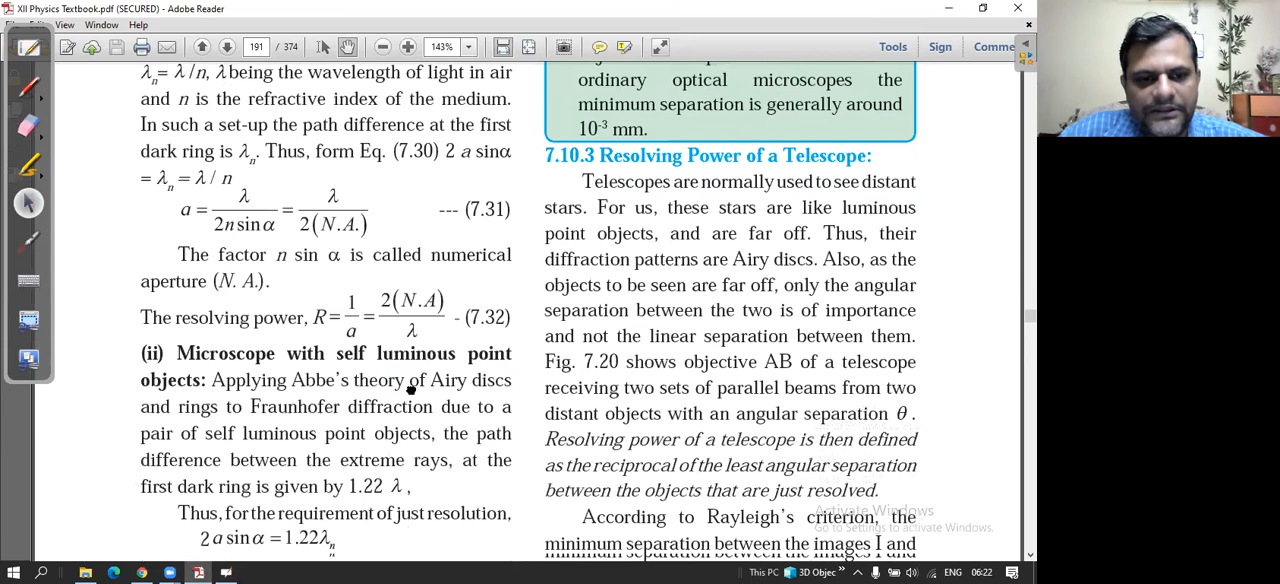 XII Physics Textbook.pdf (SECURED) - Adobe Reader
View Window Help
191 / 374 143% Tools Sign Comme
λn = λ /n, λ being the wavelength of light in air
and n is the refractive index of the medium.
In such a set-up the path difference at the first
dark ring is λn. Thus, form Eq. (7.30) 2 a sinα
= λn = λ / n
a = λ / 2n sin α = λ / 2(N.A.) --- (7.31)
The factor n sin α is called numerical
aperture (N. A.).
The resolving power, R = 1/a = 2(N.A)/λ - (7.32)
(ii) Microscope with self luminous point
objects: Applying Abbe's theory of Airy discs
and rings to Fraunhofer diffraction due to a
pair of self luminous point objects, the path
difference between the extreme rays, at the
first dark ring is given by 1.22 λ ,
Thus, for the requirement of just resolution,
2 a sin α = 1.22λn
ordinary optical microscopes the
minimum separation is generally around
10⁻³ mm.
7.10.3 Resolving Power of a Telescope:
Telescopes are normally used to see distant
stars. For us, these stars are like luminous
point objects, and are far off. Thus, their
diffraction patterns are Airy discs. Also, as the
objects to be seen are far off, only the angular
separation between the two is of importance
and not the linear separation between them.
Fig. 7.20 shows objective AB of a telescope
receiving two sets of parallel beams from two
distant objects with an angular separation θ .
Resolving power of a telescope is then defined
as the reciprocal of the least angular separation
between the objects that are just resolved.
According to Rayleigh's criterion, the
minimum separation between the images I and
Activate Windows
Go to Settings to activate Windows.
This PC 3D Objec » ENG 06:22